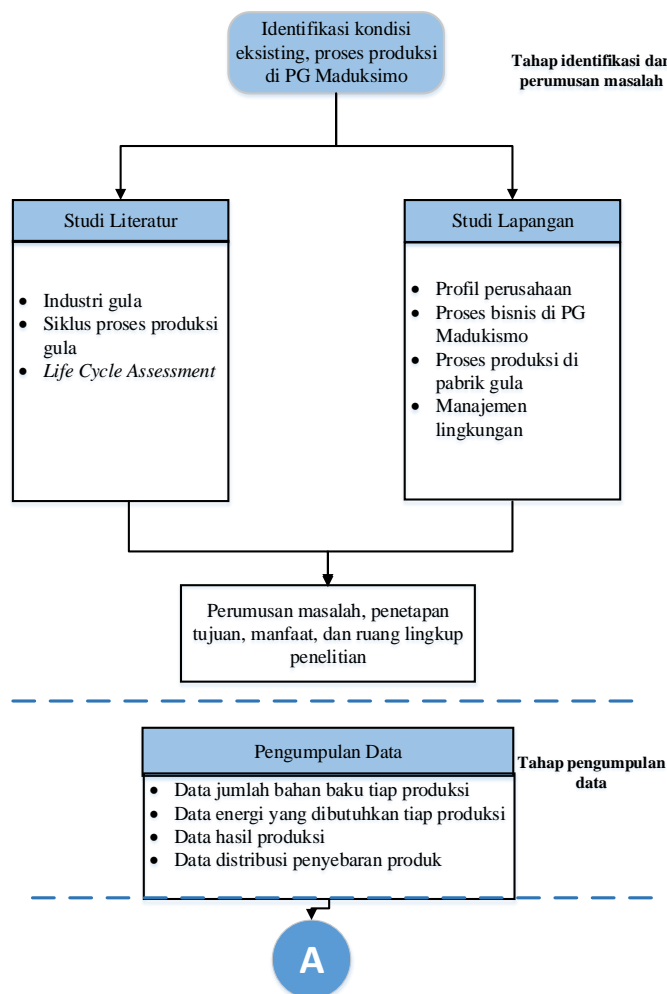 Identifikasi kondisi
eksisting, proses produksi
di PG Maduksimo
Tahap identifikasi dan
perumusan masalah
Studi Literatur
• Industri gula
• Siklus proses produksi
gula
• Life Cycle Assessment
Studi Lapangan
• Profil perusahaan
• Proses bisnis di PG
Madukismo
• Proses produksi di
pabrik gula
• Manajemen
lingkungan
Perumusan masalah, penetapan
tujuan, manfaat, dan ruang lingkup
penelitian
Pengumpulan Data
Tahap pengumpulan
data
• Data jumlah bahan baku tiap produksi
• Data energi yang dibutuhkan tiap produksi
• Data hasil produksi
• Data distribusi penyebaran produk
A